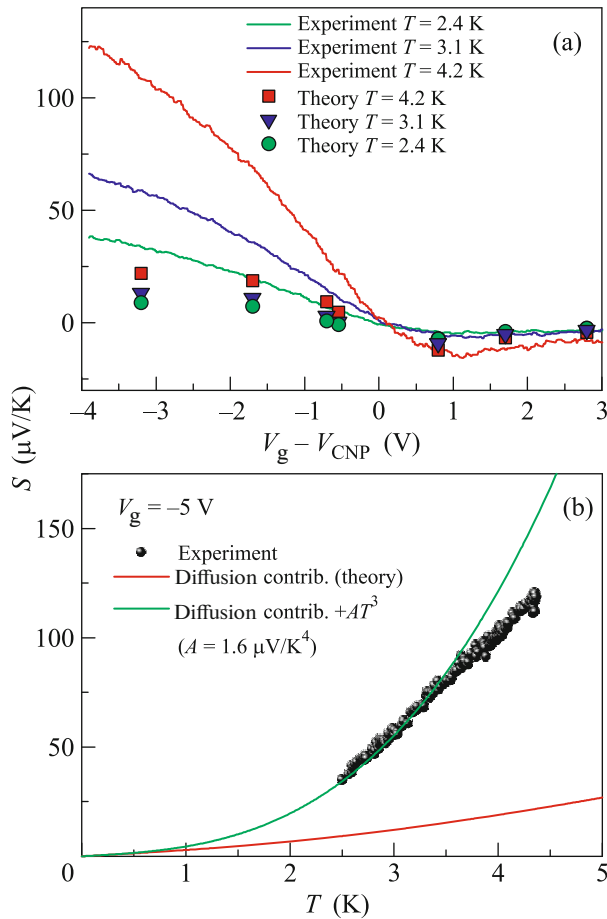 (a)
Experiment T = 2.4 K
Experiment T = 3.1 K
Experiment T = 4.2 K
Theory T = 4.2 K
Theory T = 3.1 K
Theory T = 2.4 K
100
50
0
−4 −3 −2 −1 0 1 2 3
Vg − VCNP (V)
S (μV/K)
(b)
Vg = –5 V
Experiment
Diffusion contrib. (theory)
Diffusion contrib. +AT³
(A = 1.6 μV/K⁴)
150
100
50
0
0 1 2 3 4 5
T (K)